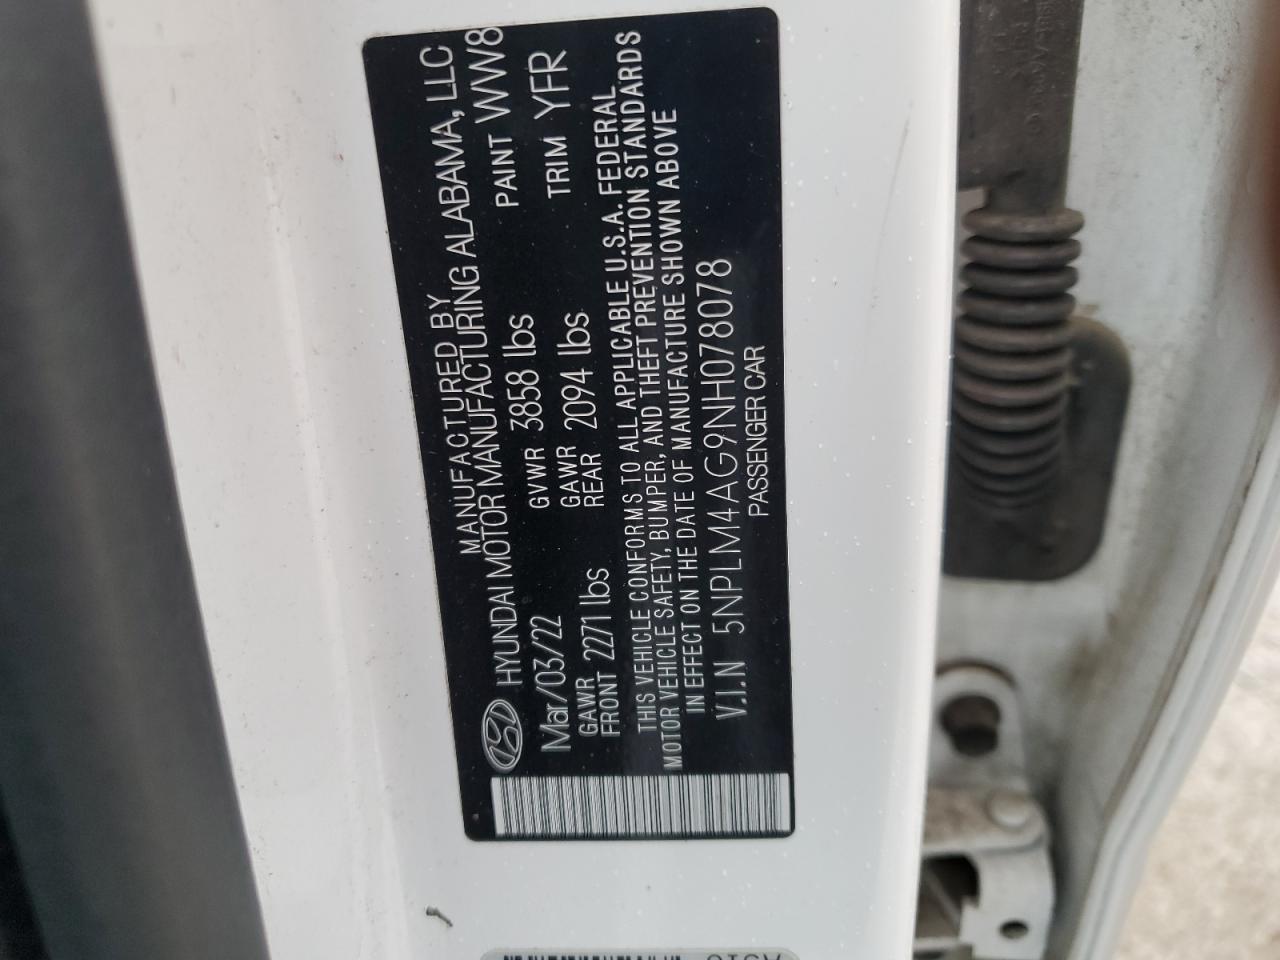 MANUFACTURED BY
HYUNDAI MOTOR MANUFACTURING ALABAMA, LLC
Mar/03/22 GVWR 3858 lbs PAINT WW8
GAWR FRONT 2271 lbs GAWR REAR 2094 lbs TRIM YFR
THIS VEHICLE CONFORMS TO ALL APPLICABLE U.S.A. FEDERAL
MOTOR VEHICLE SAFETY, BUMPER, AND THEFT PREVENTION STANDARDS
IN EFFECT ON THE DATE OF MANUFACTURE SHOWN ABOVE
V.I.N 5NPLM4AG9NH078078
PASSENGER CAR